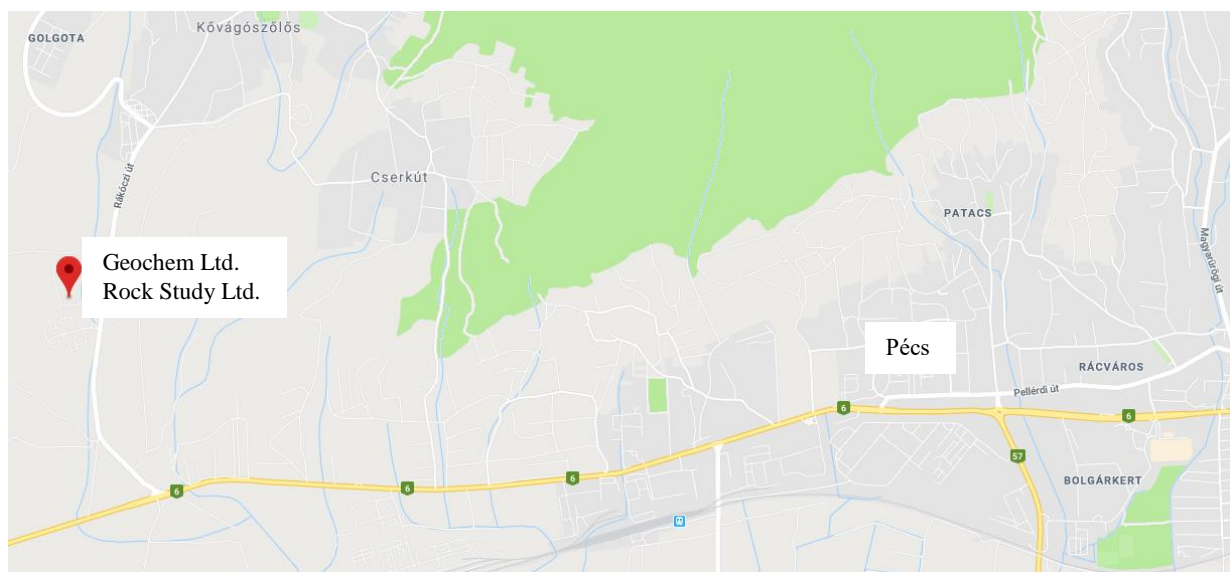 Kővágószőlős
GOLGOTA
Rákóczi út
Cserkút
PATACS
Magyarürögi út
Geochem Ltd.
Rock Study Ltd.
Pécs
RÁCVÁROS
Pellérdi út
6
6
57
BOLGÁRKERT
6
6
6